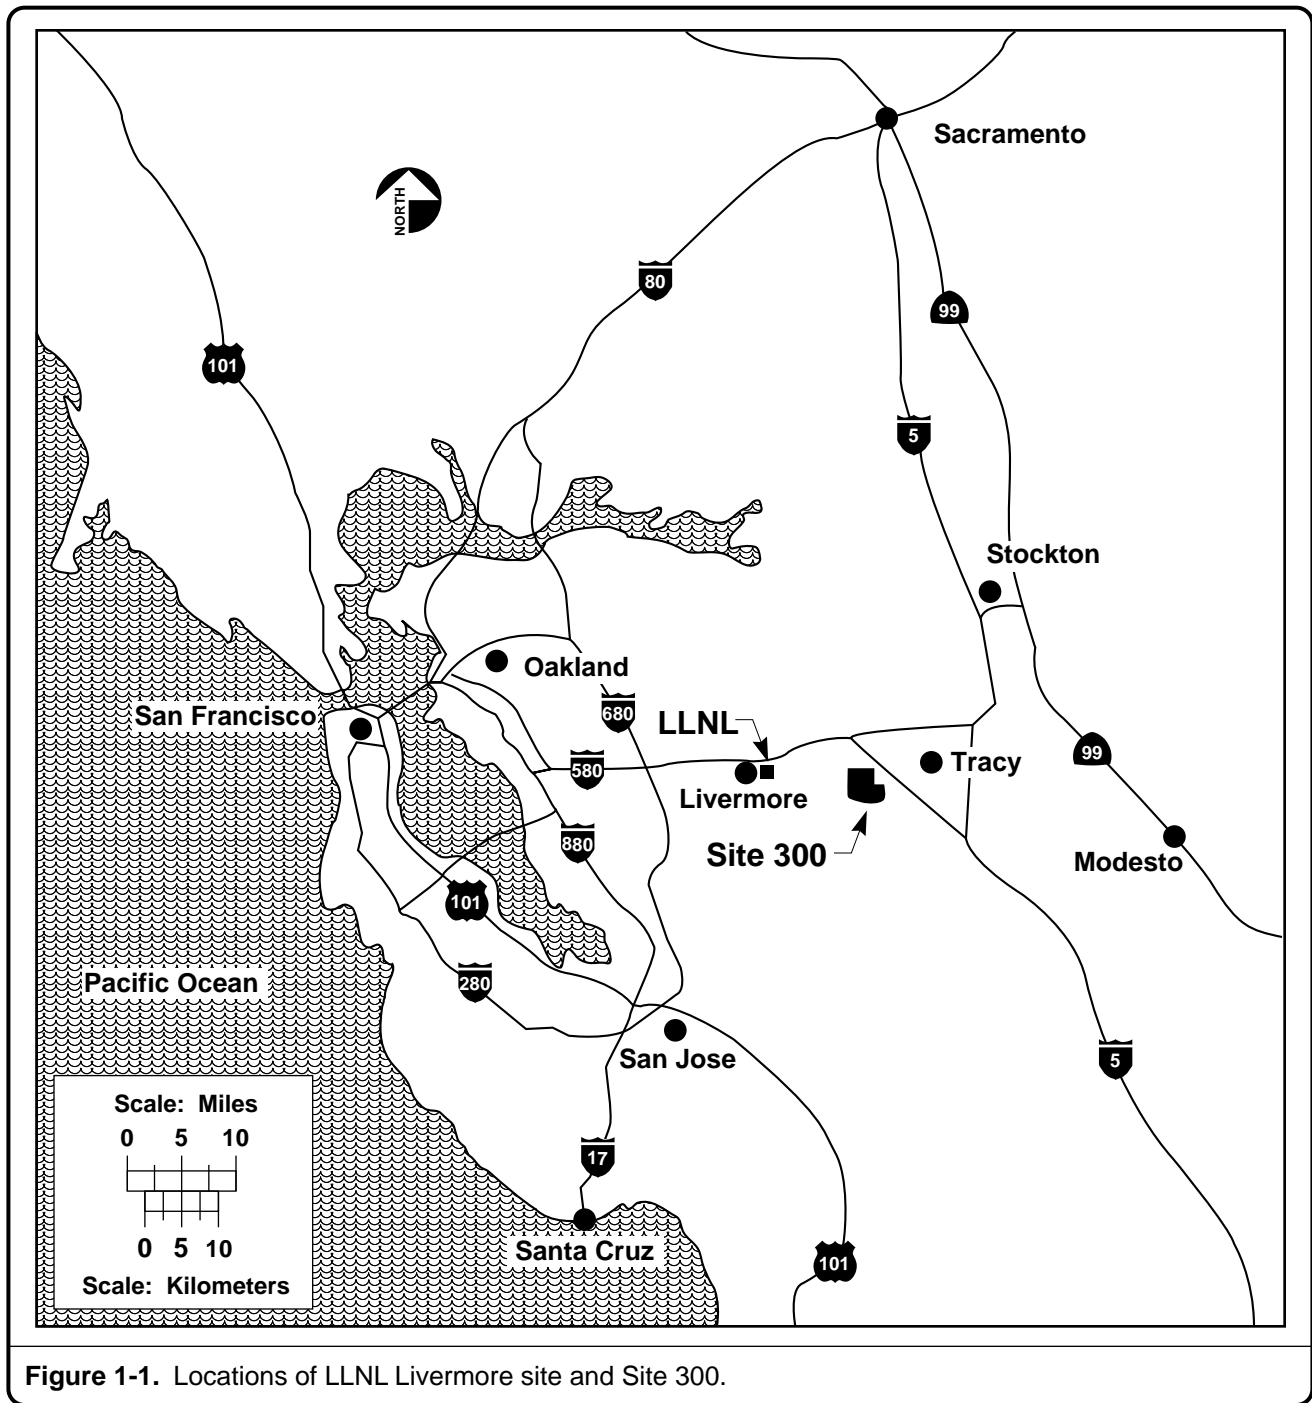 Sacramento
NORTH
80
99
101
5
Stockton
Oakland
San Francisco
680
LLNL
99
Tracy
580
Livermore
880
Site 300
Modesto
101
Pacific Ocean
280
San Jose
5
Scale: Miles
0 5 10
17
0 5 10
Santa Cruz
101
Scale: Kilometers
Figure 1-1. Locations of LLNL Livermore site and Site 300.